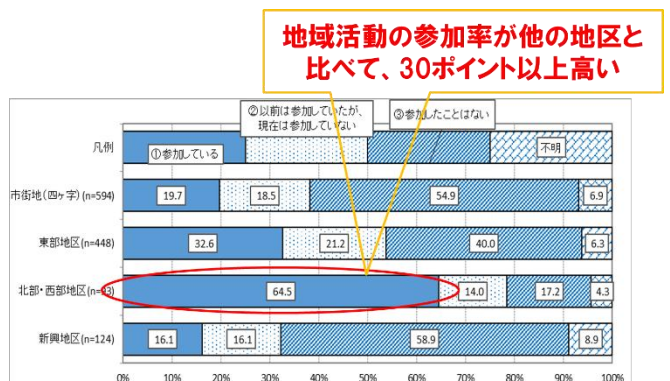 地域活動の参加率が他の地区と
比べて、30ポイント以上高い
②以前は参加していたが、
現在は参加していない
③参加したことはない
凡例
①参加している
不明
市街地(四ヶ字)(n=594)
19.7
18.5
54.9
6.9
東部地区(n=448)
32.6
21.2
40.0
6.3
北部・西部地区(n=93)
64.5
14.0
17.2
4.3
新興地区(n=124)
16.1
16.1
58.9
8.9
0% 10% 20% 30% 40% 50% 60% 70% 80% 90% 100%